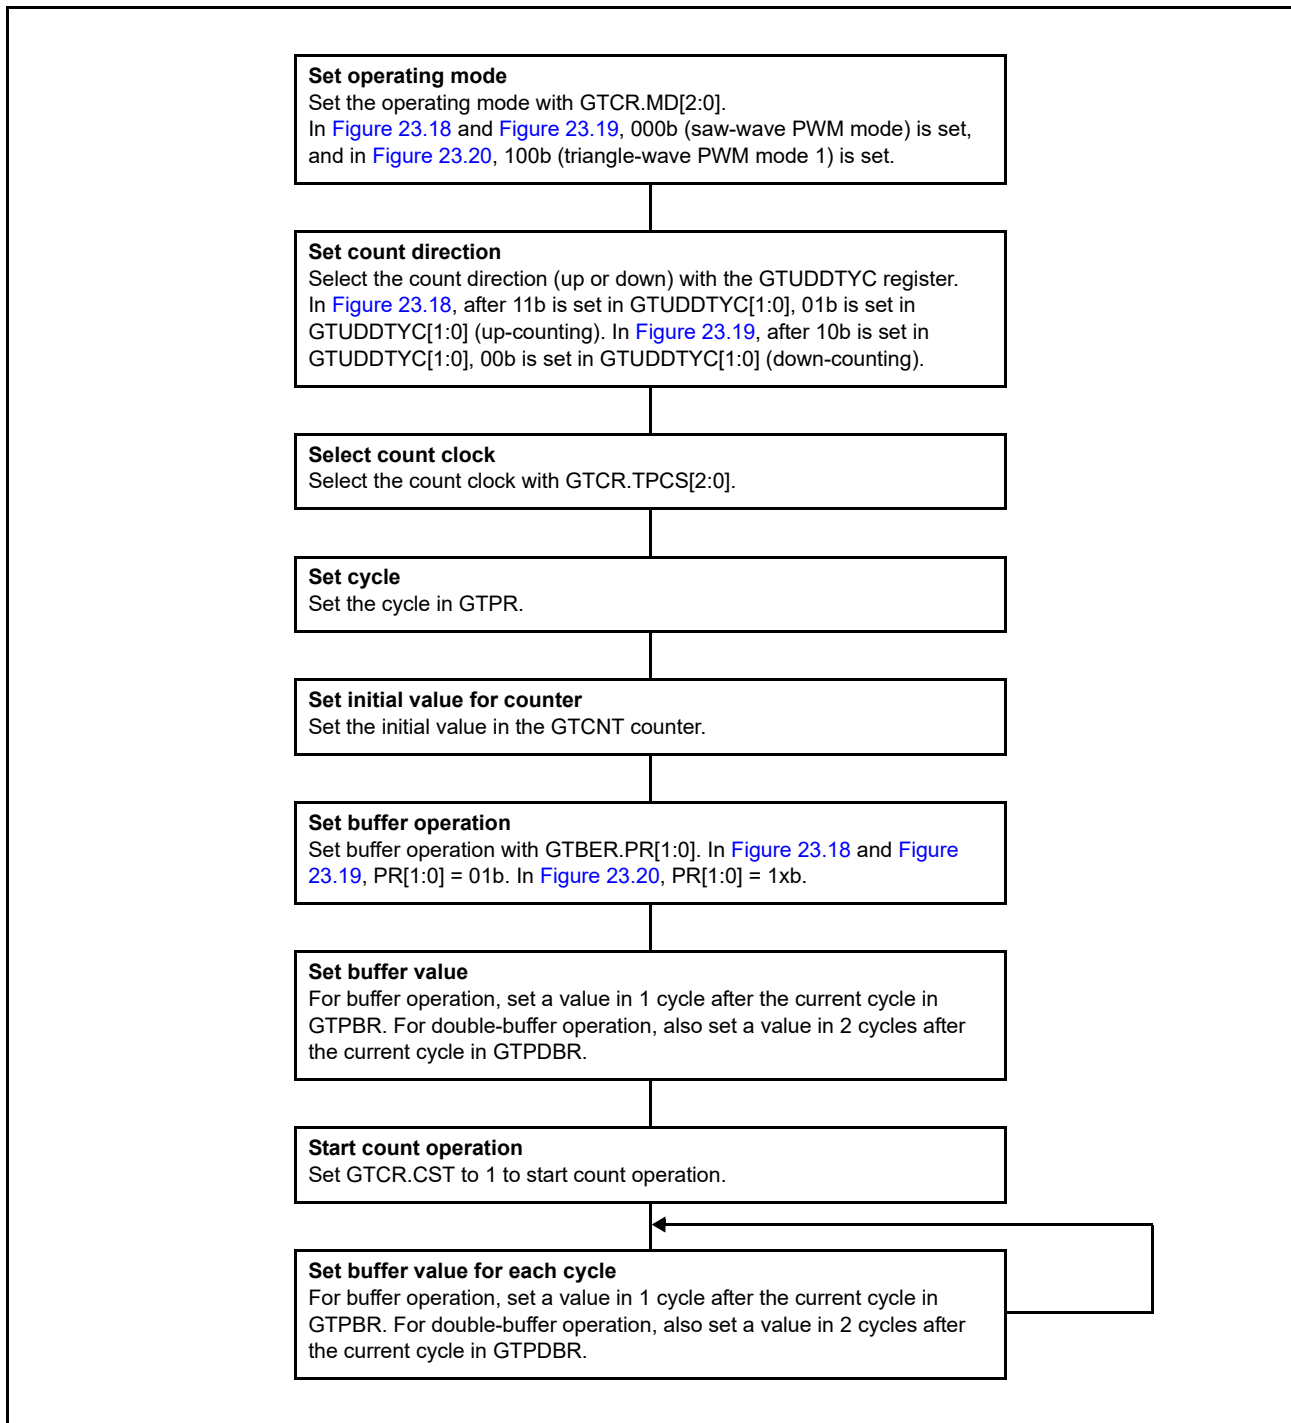 Set operating mode
Set the operating mode with GTCR.MD[2:0].
In Figure 23.18 and Figure 23.19, 000b (saw-wave PWM mode) is set,
and in Figure 23.20, 100b (triangle-wave PWM mode 1) is set.
Set count direction
Select the count direction (up or down) with the GTUDDTYC register.
In Figure 23.18, after 11b is set in GTUDDTYC[1:0], 01b is set in
GTUDDTYC[1:0] (up-counting). In Figure 23.19, after 10b is set in
GTUDDTYC[1:0], 00b is set in GTUDDTYC[1:0] (down-counting).
Select count clock
Select the count clock with GTCR.TPCS[2:0].
Set cycle
Set the cycle in GTPR.
Set initial value for counter
Set the initial value in the GTCNT counter.
Set buffer operation
Set buffer operation with GTBER.PR[1:0]. In Figure 23.18 and Figure
23.19, PR[1:0] = 01b. In Figure 23.20, PR[1:0] = 1xb.
Set buffer value
For buffer operation, set a value in 1 cycle after the current cycle in
GTPBR. For double-buffer operation, also set a value in 2 cycles after
the current cycle in GTPDBR.
Start count operation
Set GTCR.CST to 1 to start count operation.
Set buffer value for each cycle
For buffer operation, set a value in 1 cycle after the current cycle in
GTPBR. For double-buffer operation, also set a value in 2 cycles after
the current cycle in GTPDBR.